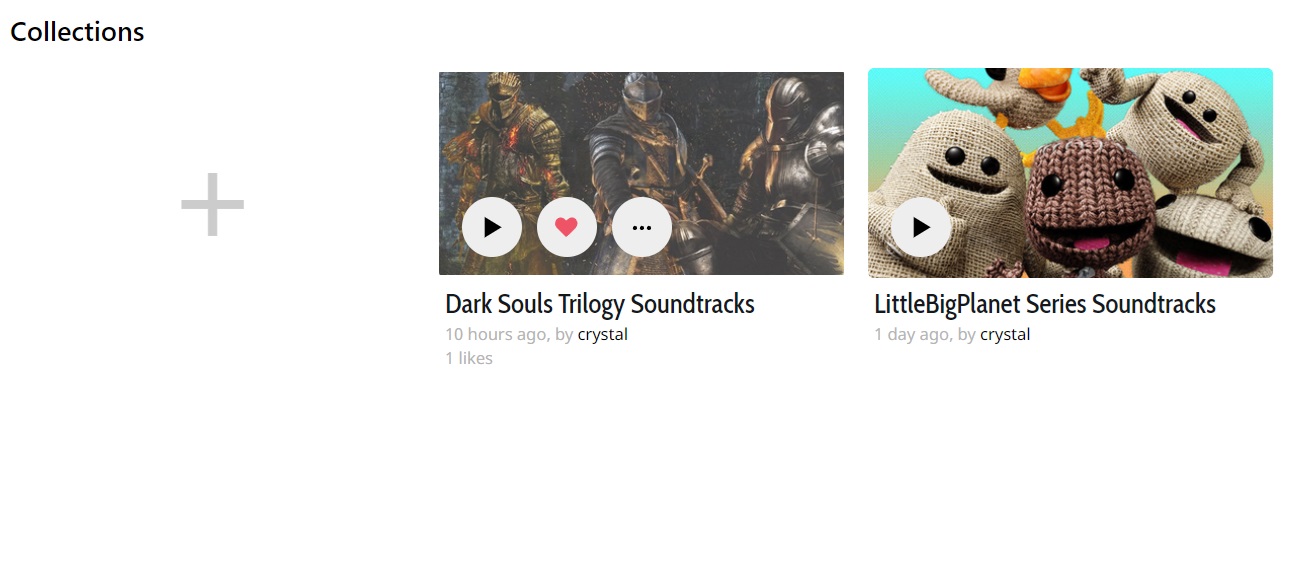 Collections
Dark Souls Trilogy Soundtracks
10 hours ago, by crystal
1 likes
LittleBigPlanet Series Soundtracks
1 day ago, by crystal